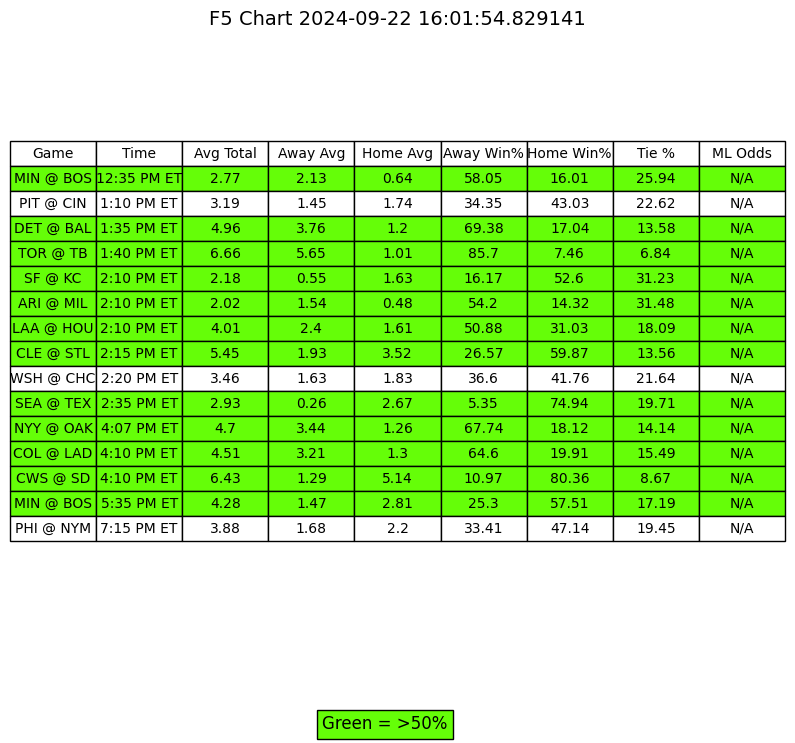 F5 Chart 2024-09-22 16:01:54.829141
Game Time Avg Total Away Avg Home Avg Away Win% Home Win% Tie % ML Odds
MIN @ BOS 12:35 PM ET 2.77 2.13 0.64 58.05 16.01 25.94 N/A
PIT @ CIN 1:10 PM ET 3.19 1.45 1.74 34.35 43.03 22.62 N/A
DET @ BAL 1:35 PM ET 4.96 3.76 1.2 69.38 17.04 13.58 N/A
TOR @ TB 1:40 PM ET 6.66 5.65 1.01 85.7 7.46 6.84 N/A
SF @ KC 2:10 PM ET 2.18 0.55 1.63 16.17 52.6 31.23 N/A
ARI @ MIL 2:10 PM ET 2.02 1.54 0.48 54.2 14.32 31.48 N/A
LAA @ HOU 2:10 PM ET 4.01 2.4 1.61 50.88 31.03 18.09 N/A
CLE @ STL 2:15 PM ET 5.45 1.93 3.52 26.57 59.87 13.56 N/A
WSH @ CHC 2:20 PM ET 3.46 1.63 1.83 36.6 41.76 21.64 N/A
SEA @ TEX 2:35 PM ET 2.93 0.26 2.67 5.35 74.94 19.71 N/A
NYY @ OAK 4:07 PM ET 4.7 3.44 1.26 67.74 18.12 14.14 N/A
COL @ LAD 4:10 PM ET 4.51 3.21 1.3 64.6 19.91 15.49 N/A
CWS @ SD 4:10 PM ET 6.43 1.29 5.14 10.97 80.36 8.67 N/A
MIN @ BOS 5:35 PM ET 4.28 1.47 2.81 25.3 57.51 17.19 N/A
PHI @ NYM 7:15 PM ET 3.88 1.68 2.2 33.41 47.14 19.45 N/A
Green = >50%